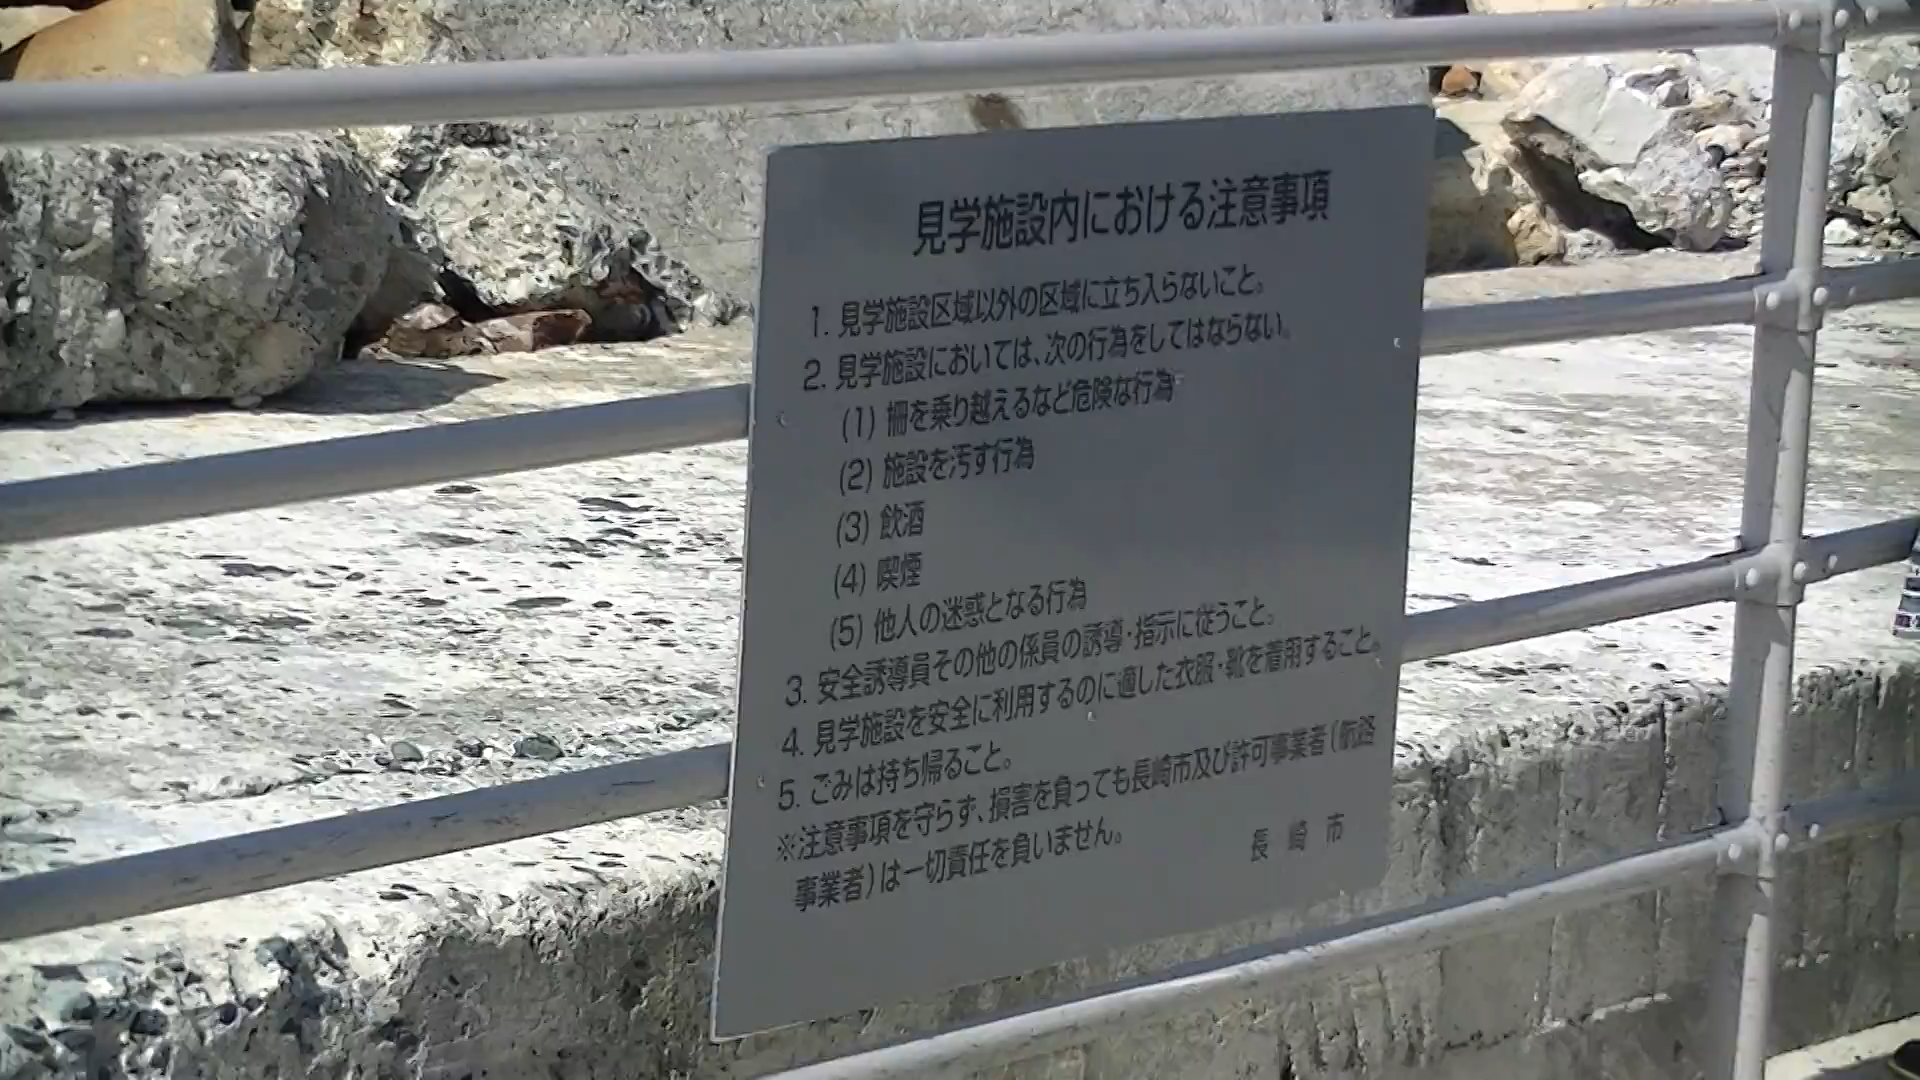 見学施設内における注意事項
1. 見学施設区域以外の区域に立ち入らないこと。
2. 見学施設においては、次の行為をしてはならない。
(1) 柵を乗り越えるなど危険な行為
(2) 施設を汚す行為
(3) 飲酒
(4) 喫煙
(5) 他人の迷惑となる行為
3. 安全誘導員その他の係員の誘導・指示に従うこと。
4. 見学施設を安全に利用するのに適した衣服・靴を着用すること。
5. ごみは持ち帰ること。
※注意事項を守らず、損害を負っても長崎市及び許可事業者(航路
事業者)は一切責任を負いません。
長崎市